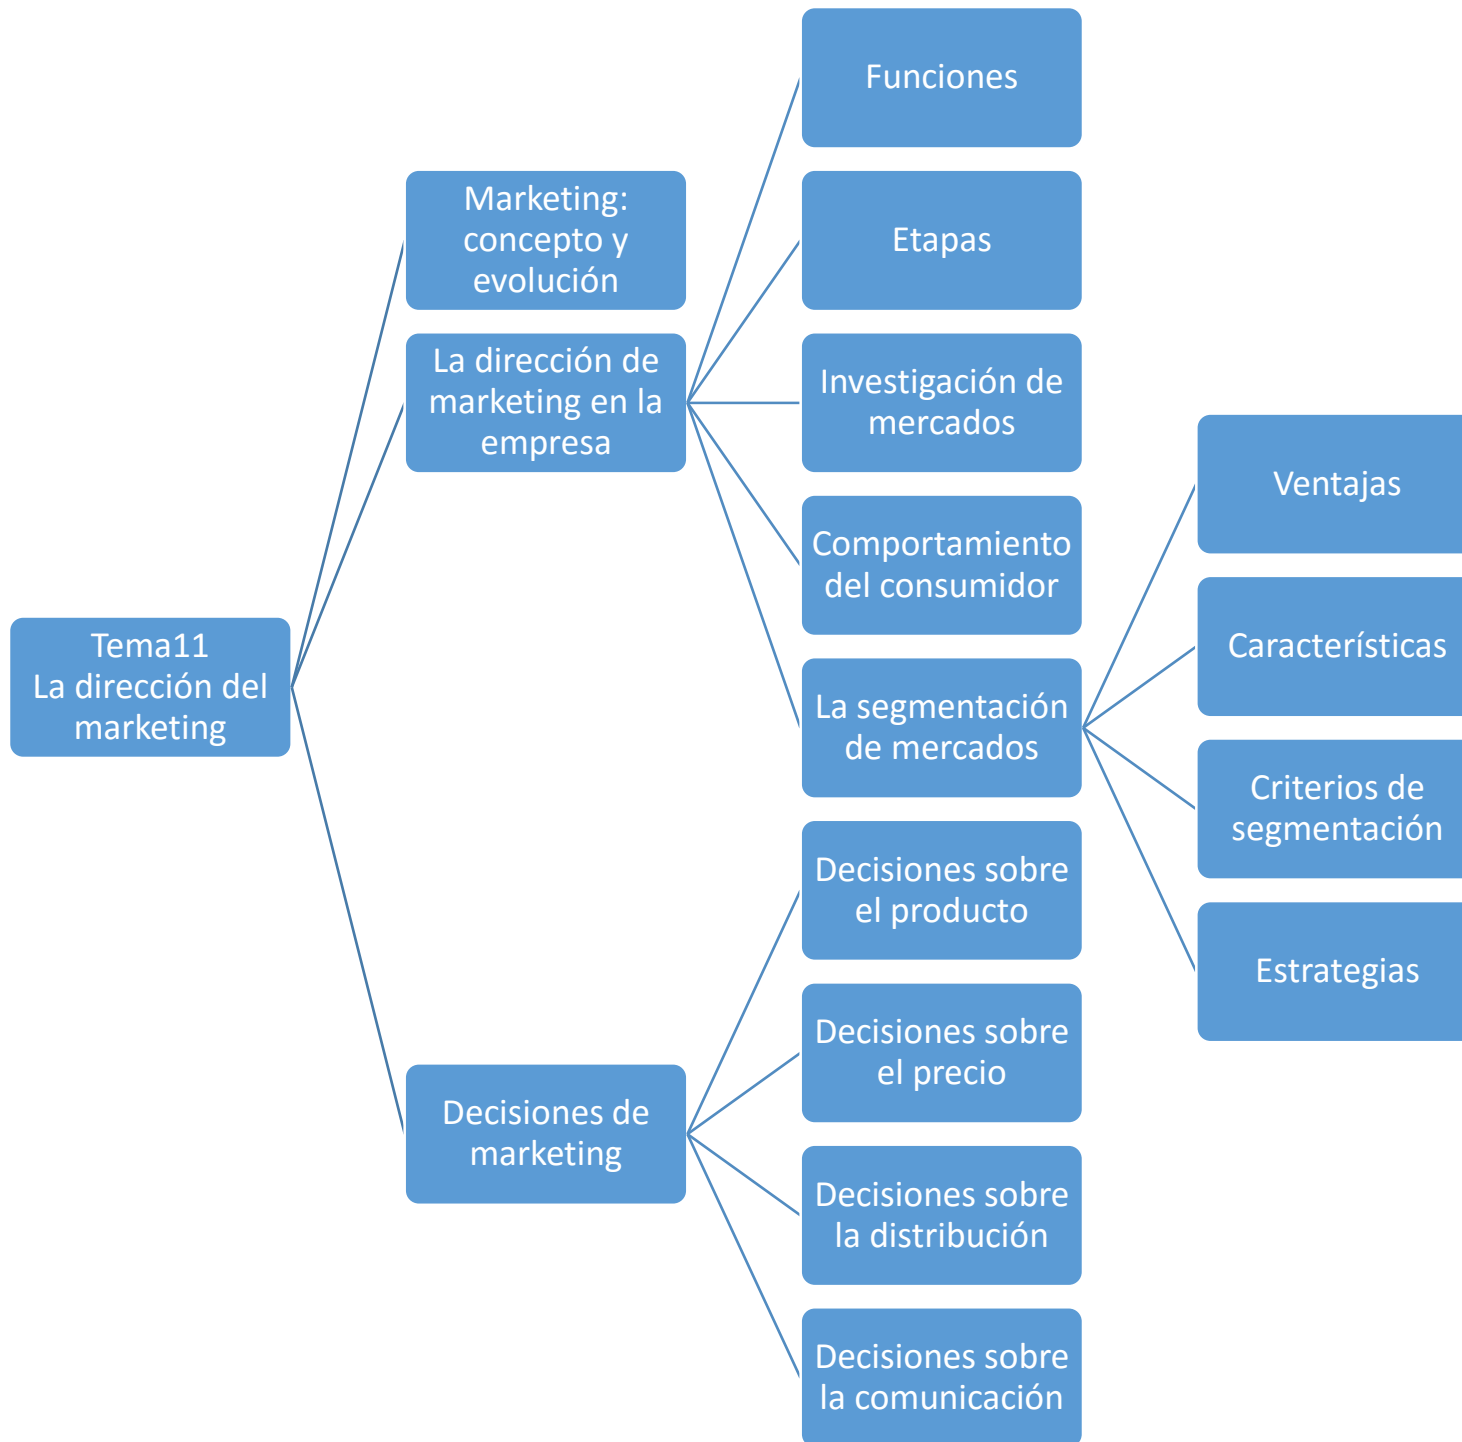 Funciones
Marketing:
concepto y
evolución
Etapas
La dirección de
marketing en la
empresa
Investigación de
mercados
Ventajas
Comportamiento
del consumidor
Tema11
La dirección del
marketing
Características
La segmentación
de mercados
Criterios de
segmentación
Decisiones sobre
el producto
Estrategias
Decisiones sobre
el precio
Decisiones de
marketing
Decisiones sobre
la distribución
Decisiones sobre
la comunicación